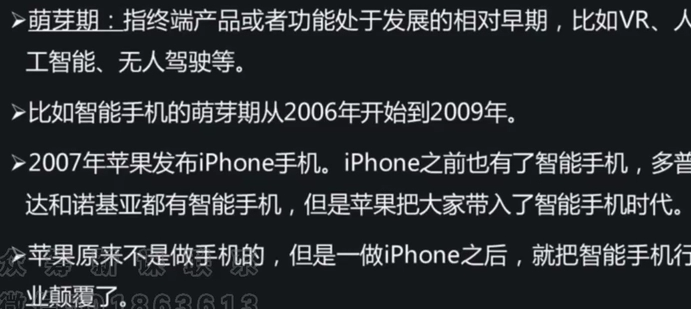 ➢萌芽期：指终端产品或者功能处于发展的相对早期，比如VR、人
工智能、无人驾驶等。
➢比如智能手机的萌芽期从2006年开始到2009年。
➢2007年苹果发布iPhone手机。iPhone之前也有了智能手机，多普
达和诺基亚都有智能手机，但是苹果把大家带入了智能手机时代。
➢苹果原来不是做手机的，但是一做iPhone之后，就把智能手机行
业颠覆了。